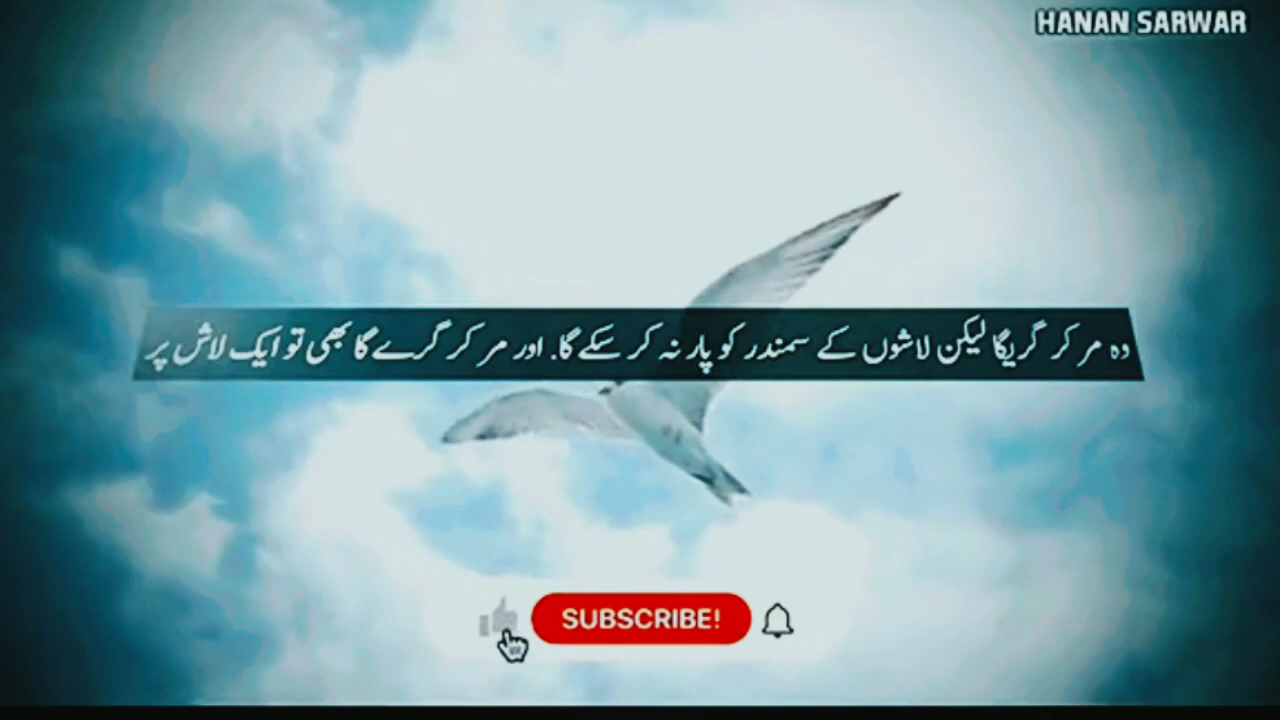 HANAN SARWAR
وہ مر کر گریگا لیکن لاشوں کے سمندر کو پار نہ کر سکے گا. اور مر کر گرے گا بھی تو ایک لاش پر
SUBSCRIBE!